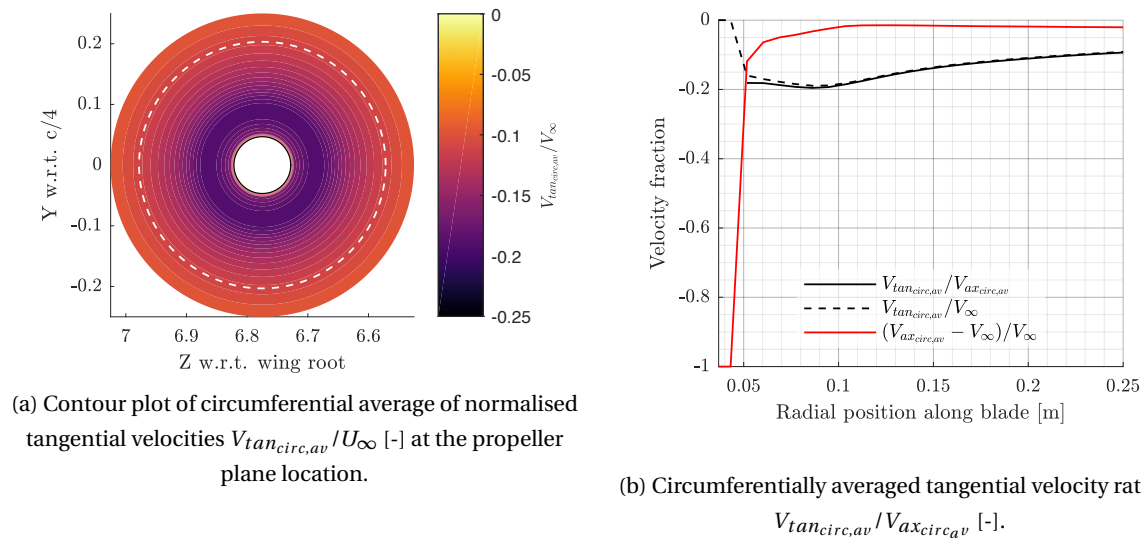 0.2
0.1
0
-0.1
-0.2
Y w.r.t. c/4
7 6.9 6.8 6.7 6.6
Z w.r.t. wing root
0
-0.05
-0.1
-0.15
-0.2
-0.25
V_{tan_{circ,av}}/V_∞
(a) Contour plot of circumferential average of normalised
tangential velocities V_{tan_{circ,av}}/U_∞ [-] at the propeller
plane location.
0
-0.2
-0.4
-0.6
-0.8
-1
Velocity fraction
V_{tan_{circ,av}}/V_{ax_{circ,av}}
V_{tan_{circ,av}}/V_∞
(V_{ax_{circ,av}} − V_∞)/V_∞
0.05 0.1 0.15 0.2 0.25
Radial position along blade [m]
(b) Circumferentially averaged tangential velocity rat
V_{tan_{circ,av}}/V_{ax_{circ_av}} [-].